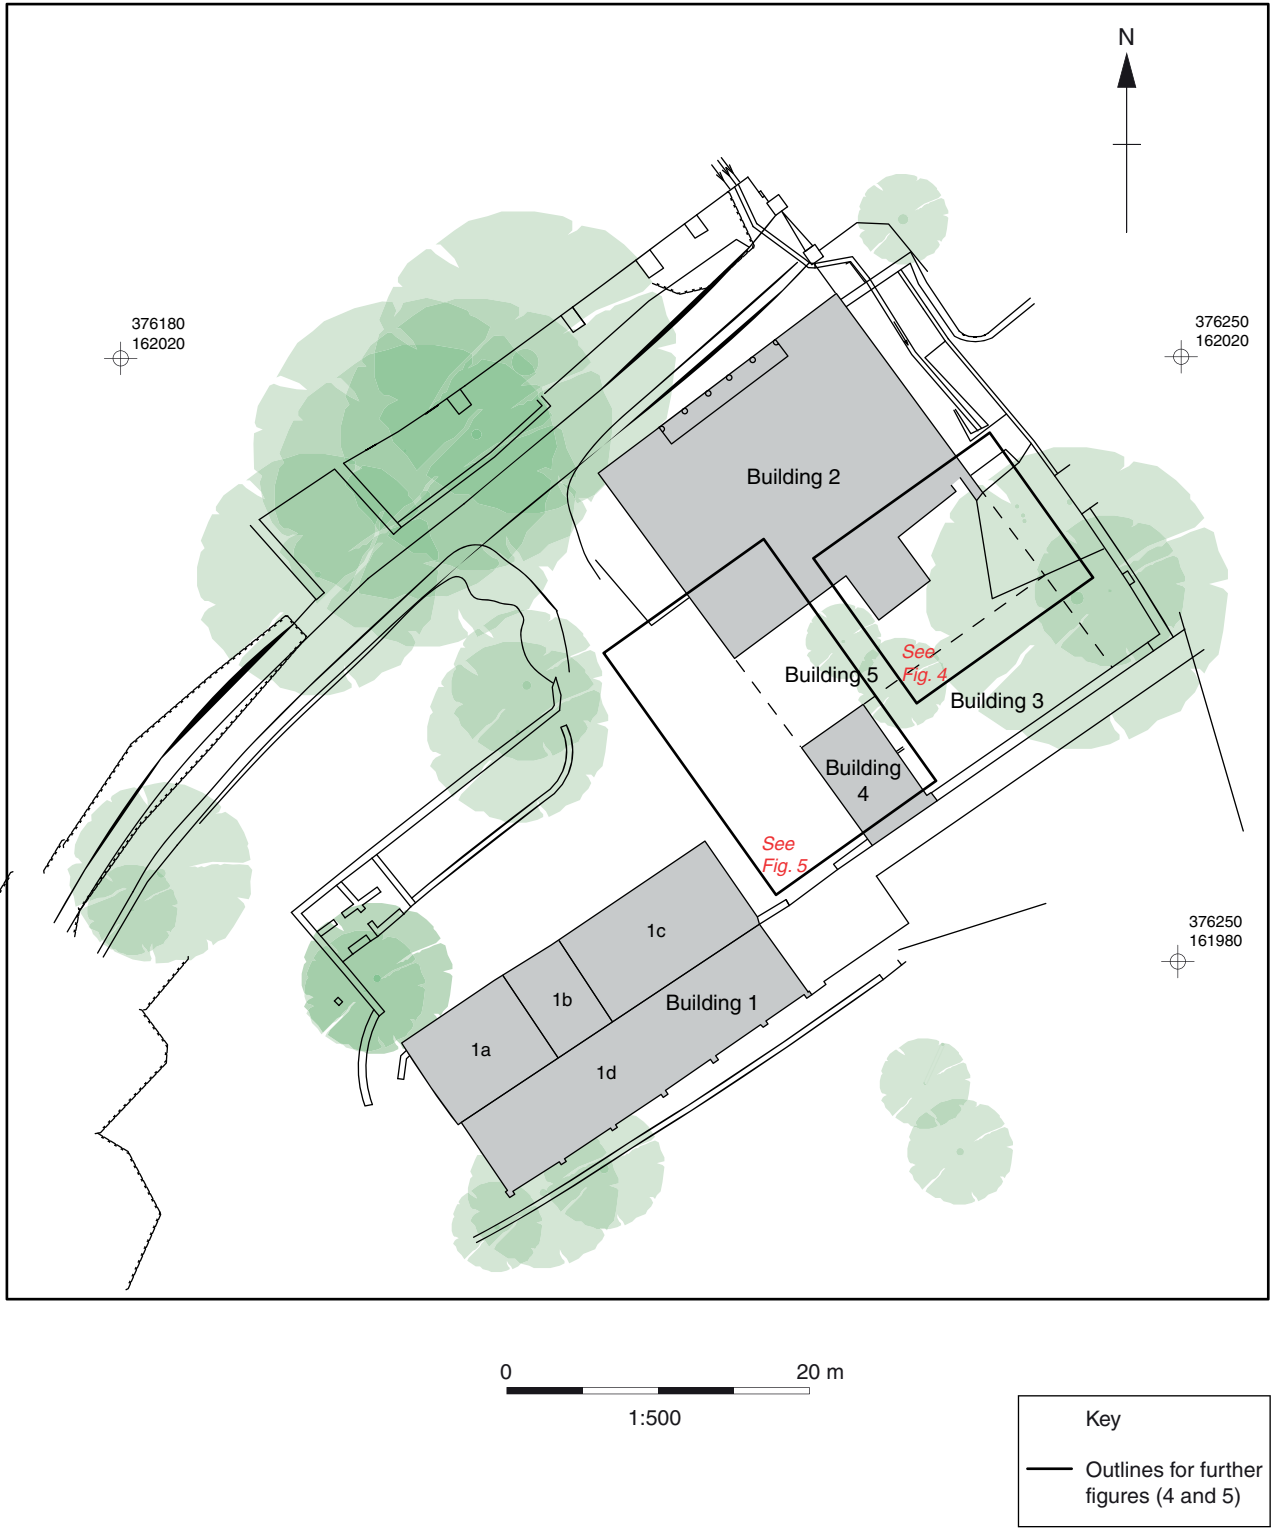 N
376180
162020
376250
162020
Building 2
See
Fig. 4
Building 5
Building 3
Building
4
See
Fig. 5
376250
161980
1c
1b
Building 1
1a
1d
0
20 m
1:500
Key
Outlines for further
figures (4 and 5)